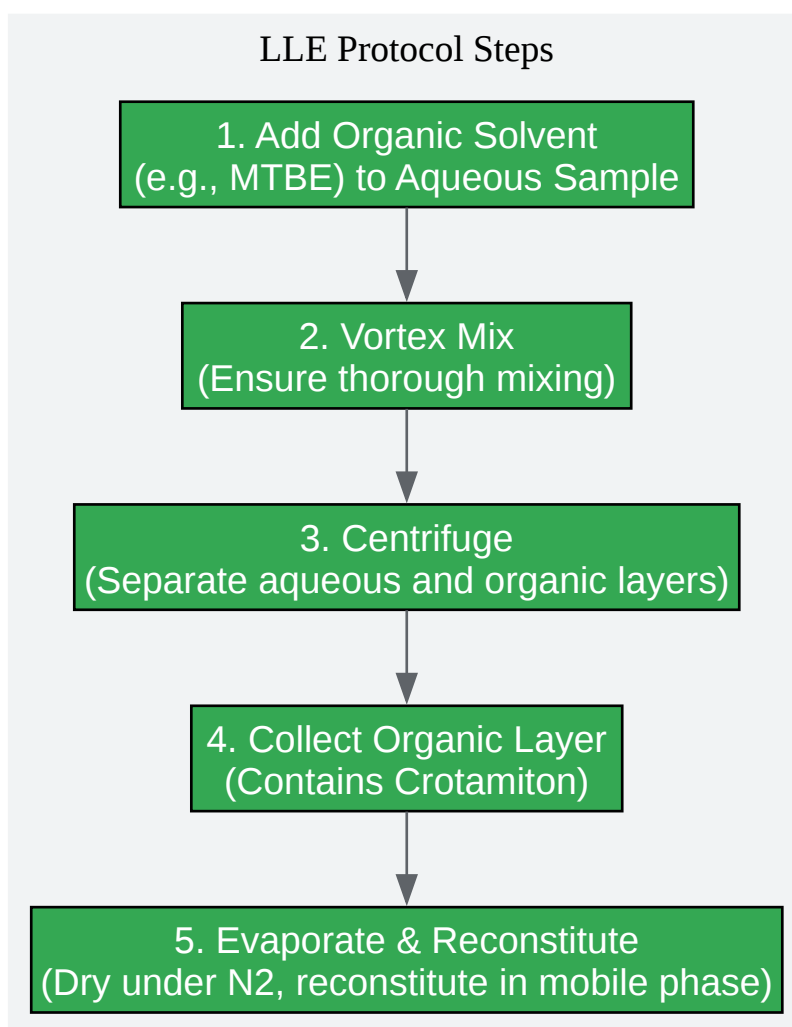 LLE Protocol Steps
1. Add Organic Solvent
(e.g., MTBE) to Aqueous Sample
2. Vortex Mix
(Ensure thorough mixing)
3. Centrifuge
(Separate aqueous and organic layers)
4. Collect Organic Layer
(Contains Crotamiton)
5. Evaporate & Reconstitute
(Dry under N2, reconstitute in mobile phase)